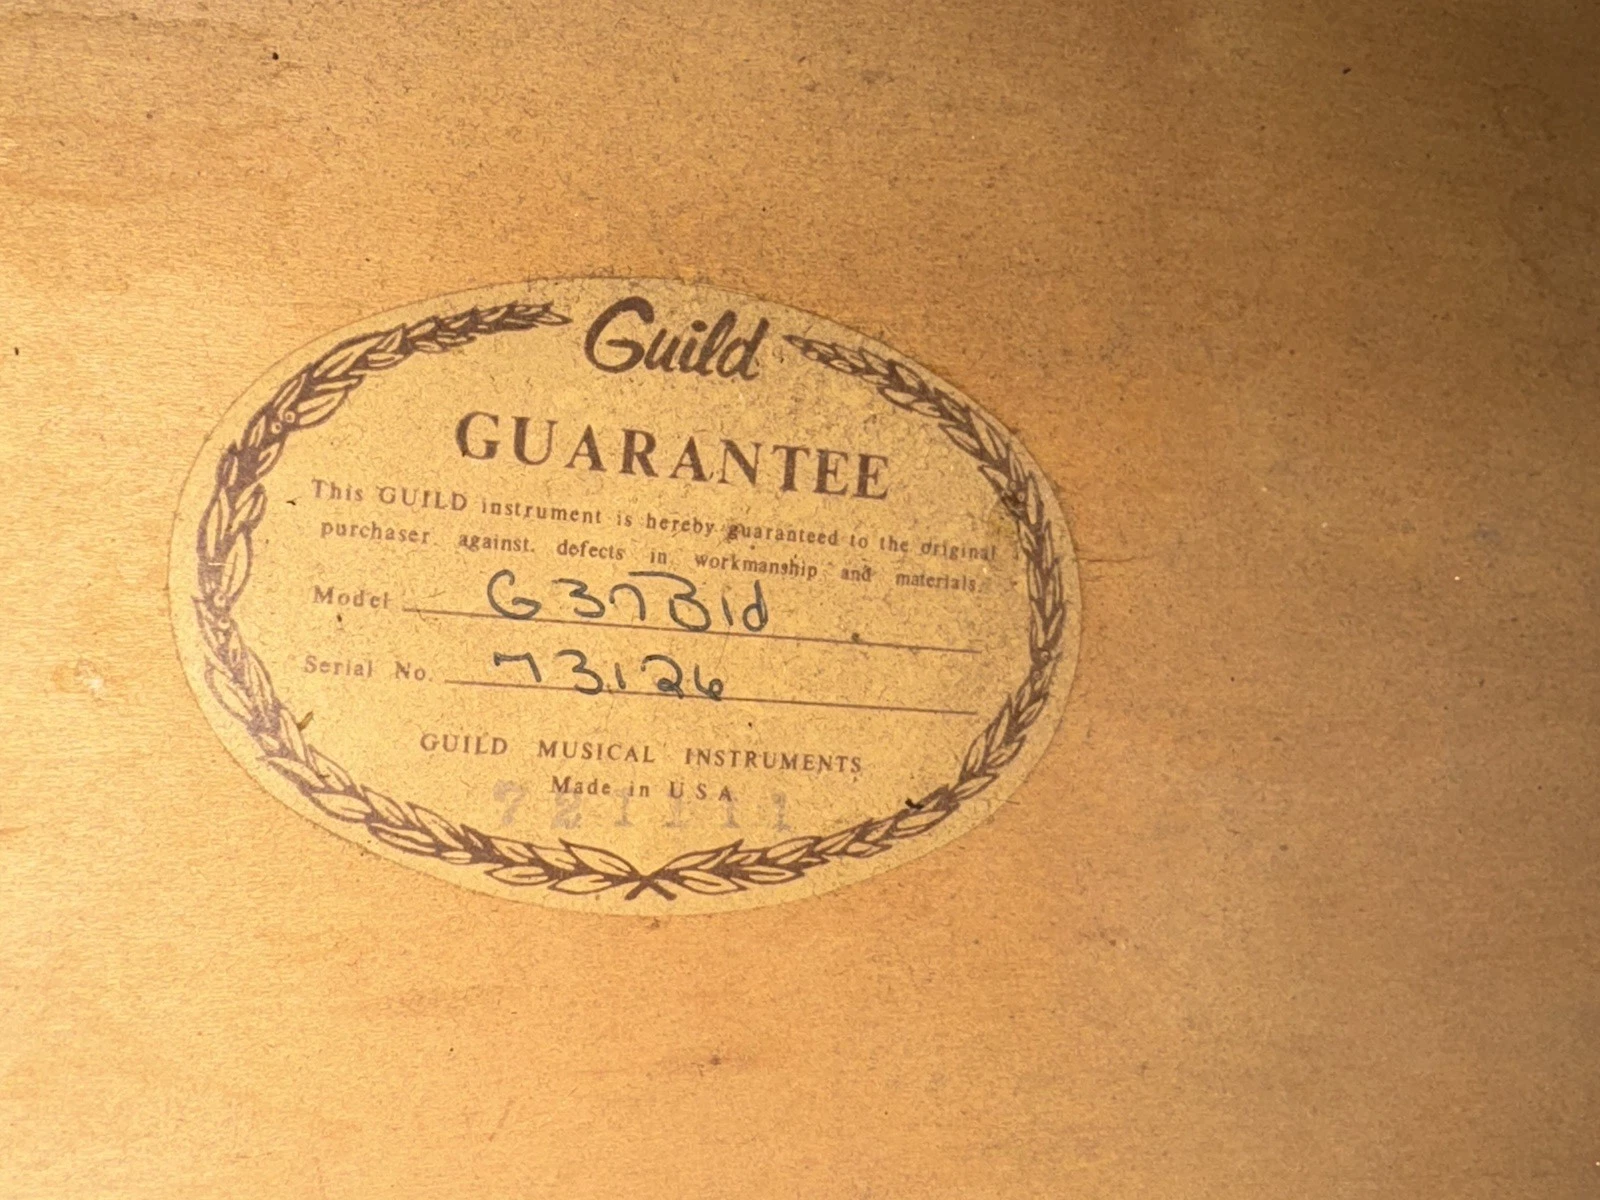 Guild
GUARANTEE
This GUILD instrument is hereby guaranteed to the original
purchaser against defects in workmanship and materials.
Model G37Bld
Serial No. 73126
GUILD MUSICAL INSTRUMENTS
Made in U S A
721111